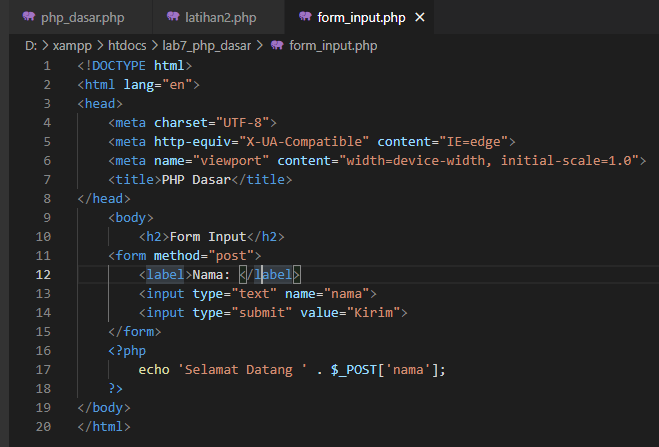 php_dasar.php latihan2.php form_input.php ×
D: > xampp > htdocs > lab7_php_dasar > form_input.php
1 <!DOCTYPE html>
2 <html lang="en">
3 <head>
4 <meta charset="UTF-8">
5 <meta http-equiv="X-UA-Compatible" content="IE=edge">
6 <meta name="viewport" content="width=device-width, initial-scale=1.0">
7 <title>PHP Dasar</title>
8 </head>
9 <body>
10 <h2>Form Input</h2>
11 <form method="post">
12 <label>Nama: </label>
13 <input type="text" name="nama">
14 <input type="submit" value="Kirim">
15 </form>
16 <?php
17 echo 'Selamat Datang ' . $_POST['nama'];
18 ?>
19 </body>
20 </html>